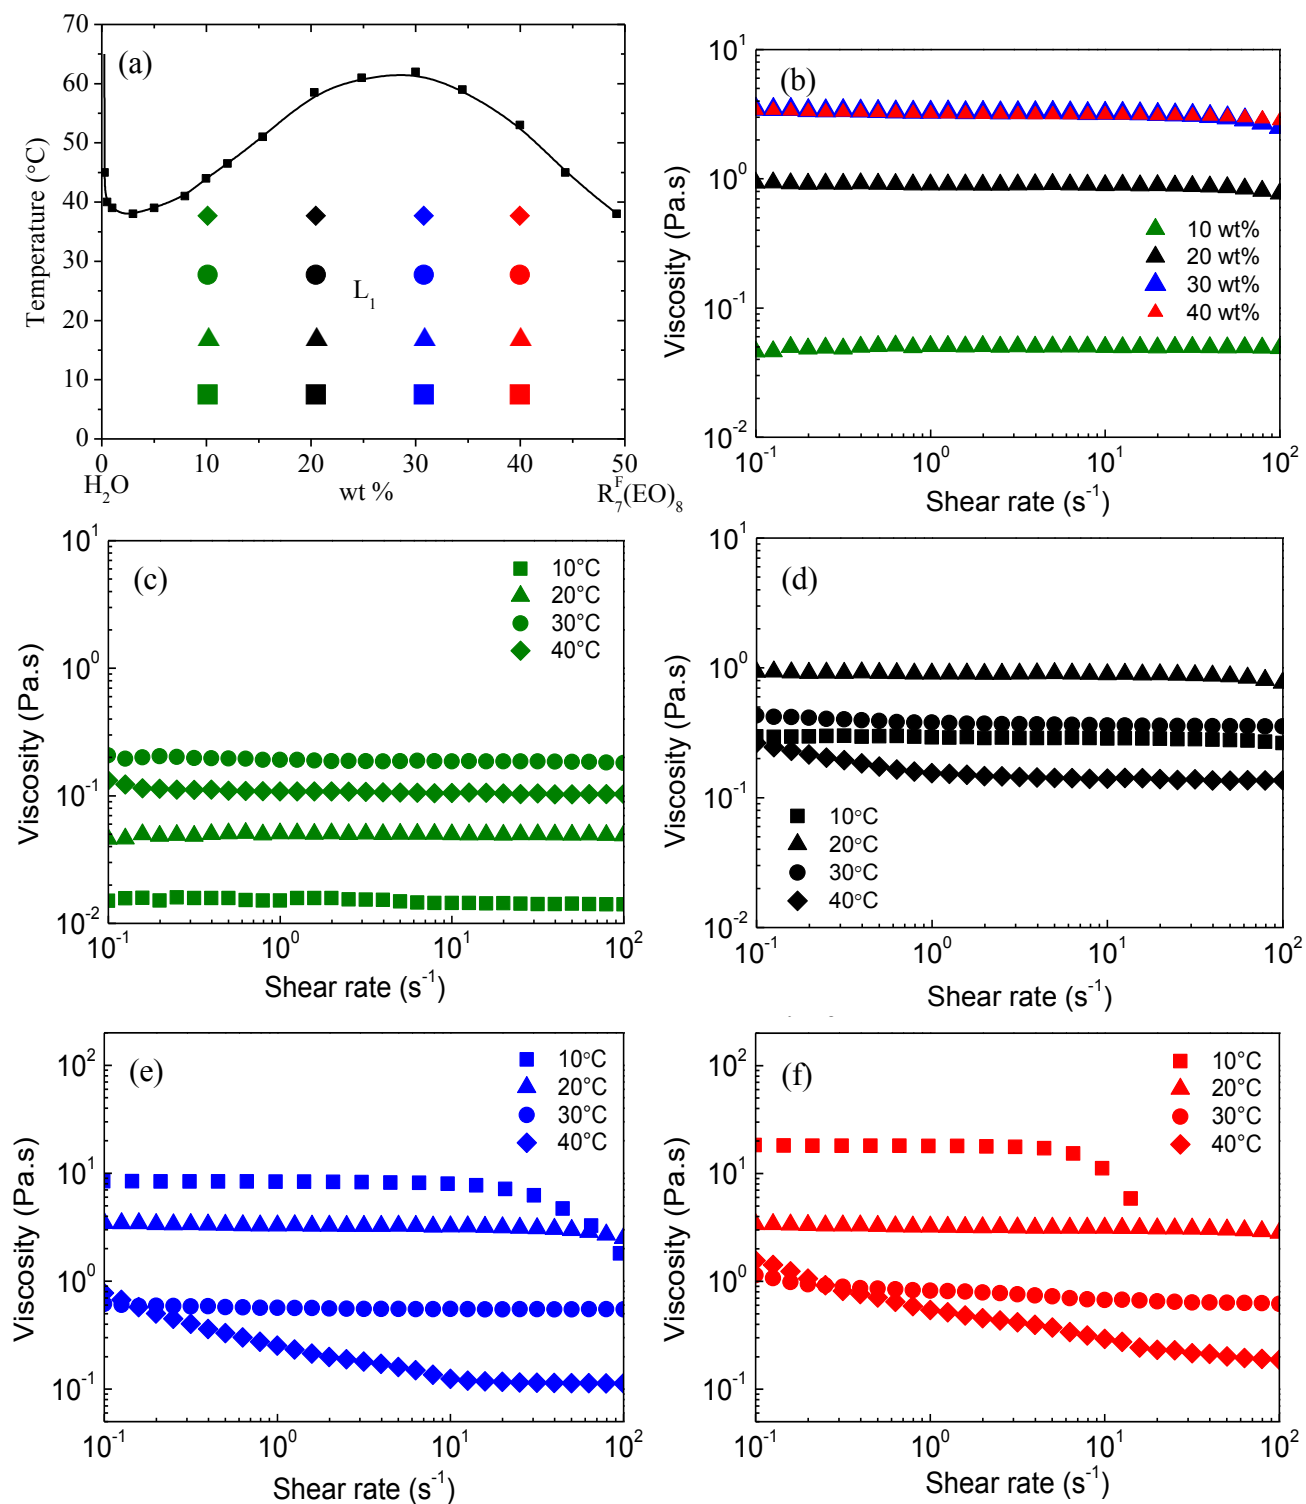 (a)
Temperature (°C)
70
60
50
40
30
20
10
0
L₁
0 10 20 30 40 50
H₂O wt % R₇ᶠ(EO)₈
(b)
Viscosity (Pa.s)
10¹
10⁰
10⁻¹
10⁻²
10 wt%
20 wt%
30 wt%
40 wt%
10⁻¹ 10⁰ 10¹ 10²
Shear rate (s⁻¹)
(c)
Viscosity (Pa.s)
10¹
10⁰
10⁻¹
10⁻²
10°C
20°C
30°C
40°C
10⁻¹ 10⁰ 10¹ 10²
Shear rate (s⁻¹)
(d)
Viscosity (Pa.s)
10¹
10⁰
10⁻¹
10⁻²
10°C
20°C
30°C
40°C
10⁻¹ 10⁰ 10¹ 10²
Shear rate (s⁻¹)
(e)
Viscosity (Pa.s)
10²
10¹
10⁰
10⁻¹
10°C
20°C
30°C
40°C
10⁻¹ 10⁰ 10¹ 10²
Shear rate (s⁻¹)
(f)
Viscosity (Pa.s)
10²
10¹
10⁰
10⁻¹
10°C
20°C
30°C
40°C
10⁻¹ 10⁰ 10¹ 10²
Shear rate (s⁻¹)